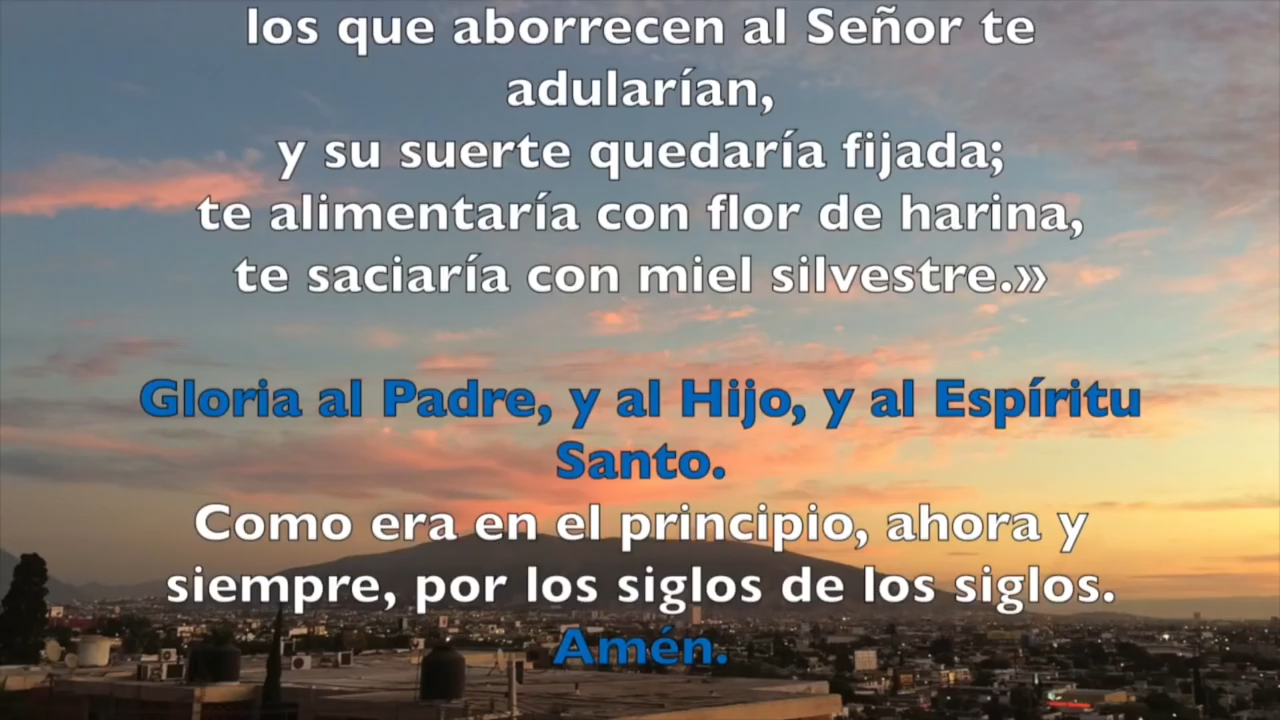 los que aborrecen al Señor te
adularían,
y su suerte quedaría fijada;
te alimentaría con flor de harina,
te saciaría con miel silvestre.»
Gloria al Padre, y al Hijo, y al Espíritu
Santo.
Como era en el principio, ahora y
siempre, por los siglos de los siglos.
Amén.